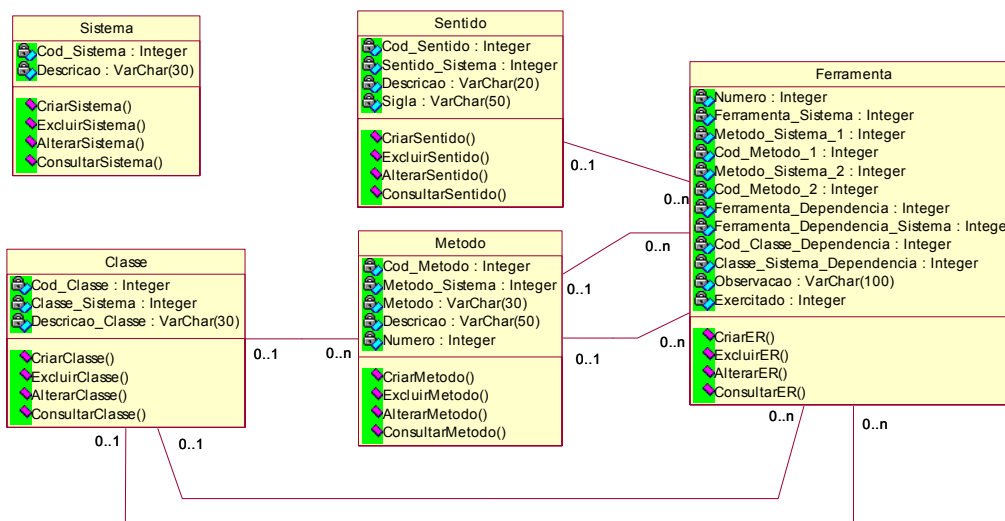 Sistema
Cod_Sistema : Integer
Descricao : VarChar(30)
CriarSistema()
ExcluirSistema()
AlterarSistema()
ConsultarSistema()
Sentido
Cod_Sentido : Integer
Sentido_Sistema : Integer
Descricao : VarChar(20)
Sigla : VarChar(50)
CriarSentido()
ExcluirSentido()
AlterarSentido()
ConsultarSentido()
0..1
0..n
Ferramenta
Numero : Integer
Ferramenta_Sistema : Integer
Metodo_Sistema_1 : Integer
Cod_Metodo_1 : Integer
Metodo_Sistema_2 : Integer
Cod_Metodo_2 : Integer
Ferramenta_Dependencia : Integer
Ferramenta_Dependencia_Sistema : Intege
Cod_Classe_Dependencia : Integer
Classe_Sistema_Dependencia : Integer
Observacao : VarChar(100)
Exercitado : Integer
CriarER()
ExcluirER()
AlterarER()
ConsultarER()
Classe
Cod_Classe : Integer
Classe_Sistema : Integer
Descricao_Classe : VarChar(30)
CriarClasse()
ExcluirClasse()
AlterarClasse()
ConsultarClasse()
0..1
0..n
Metodo
Cod_Metodo : Integer
Metodo_Sistema : Integer
Metodo : VarChar(30)
Descricao : VarChar(50)
Numero : Integer
CriarMetodo()
ExcluirMetodo()
AlterarMetodo()
ConsultarMetodo()
0..n
0..1
0..n
0..1
0..1
0..1
0..n
0..n